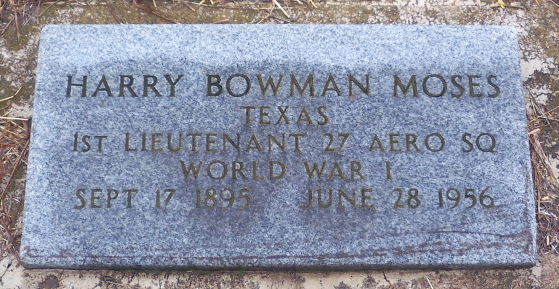 HARRY BOWMAN MOSES
TEXAS
1ST LIEUTENANT 27 AERO SQ
WORLD WAR I
SEPT 17 1895 JUNE 28 1956